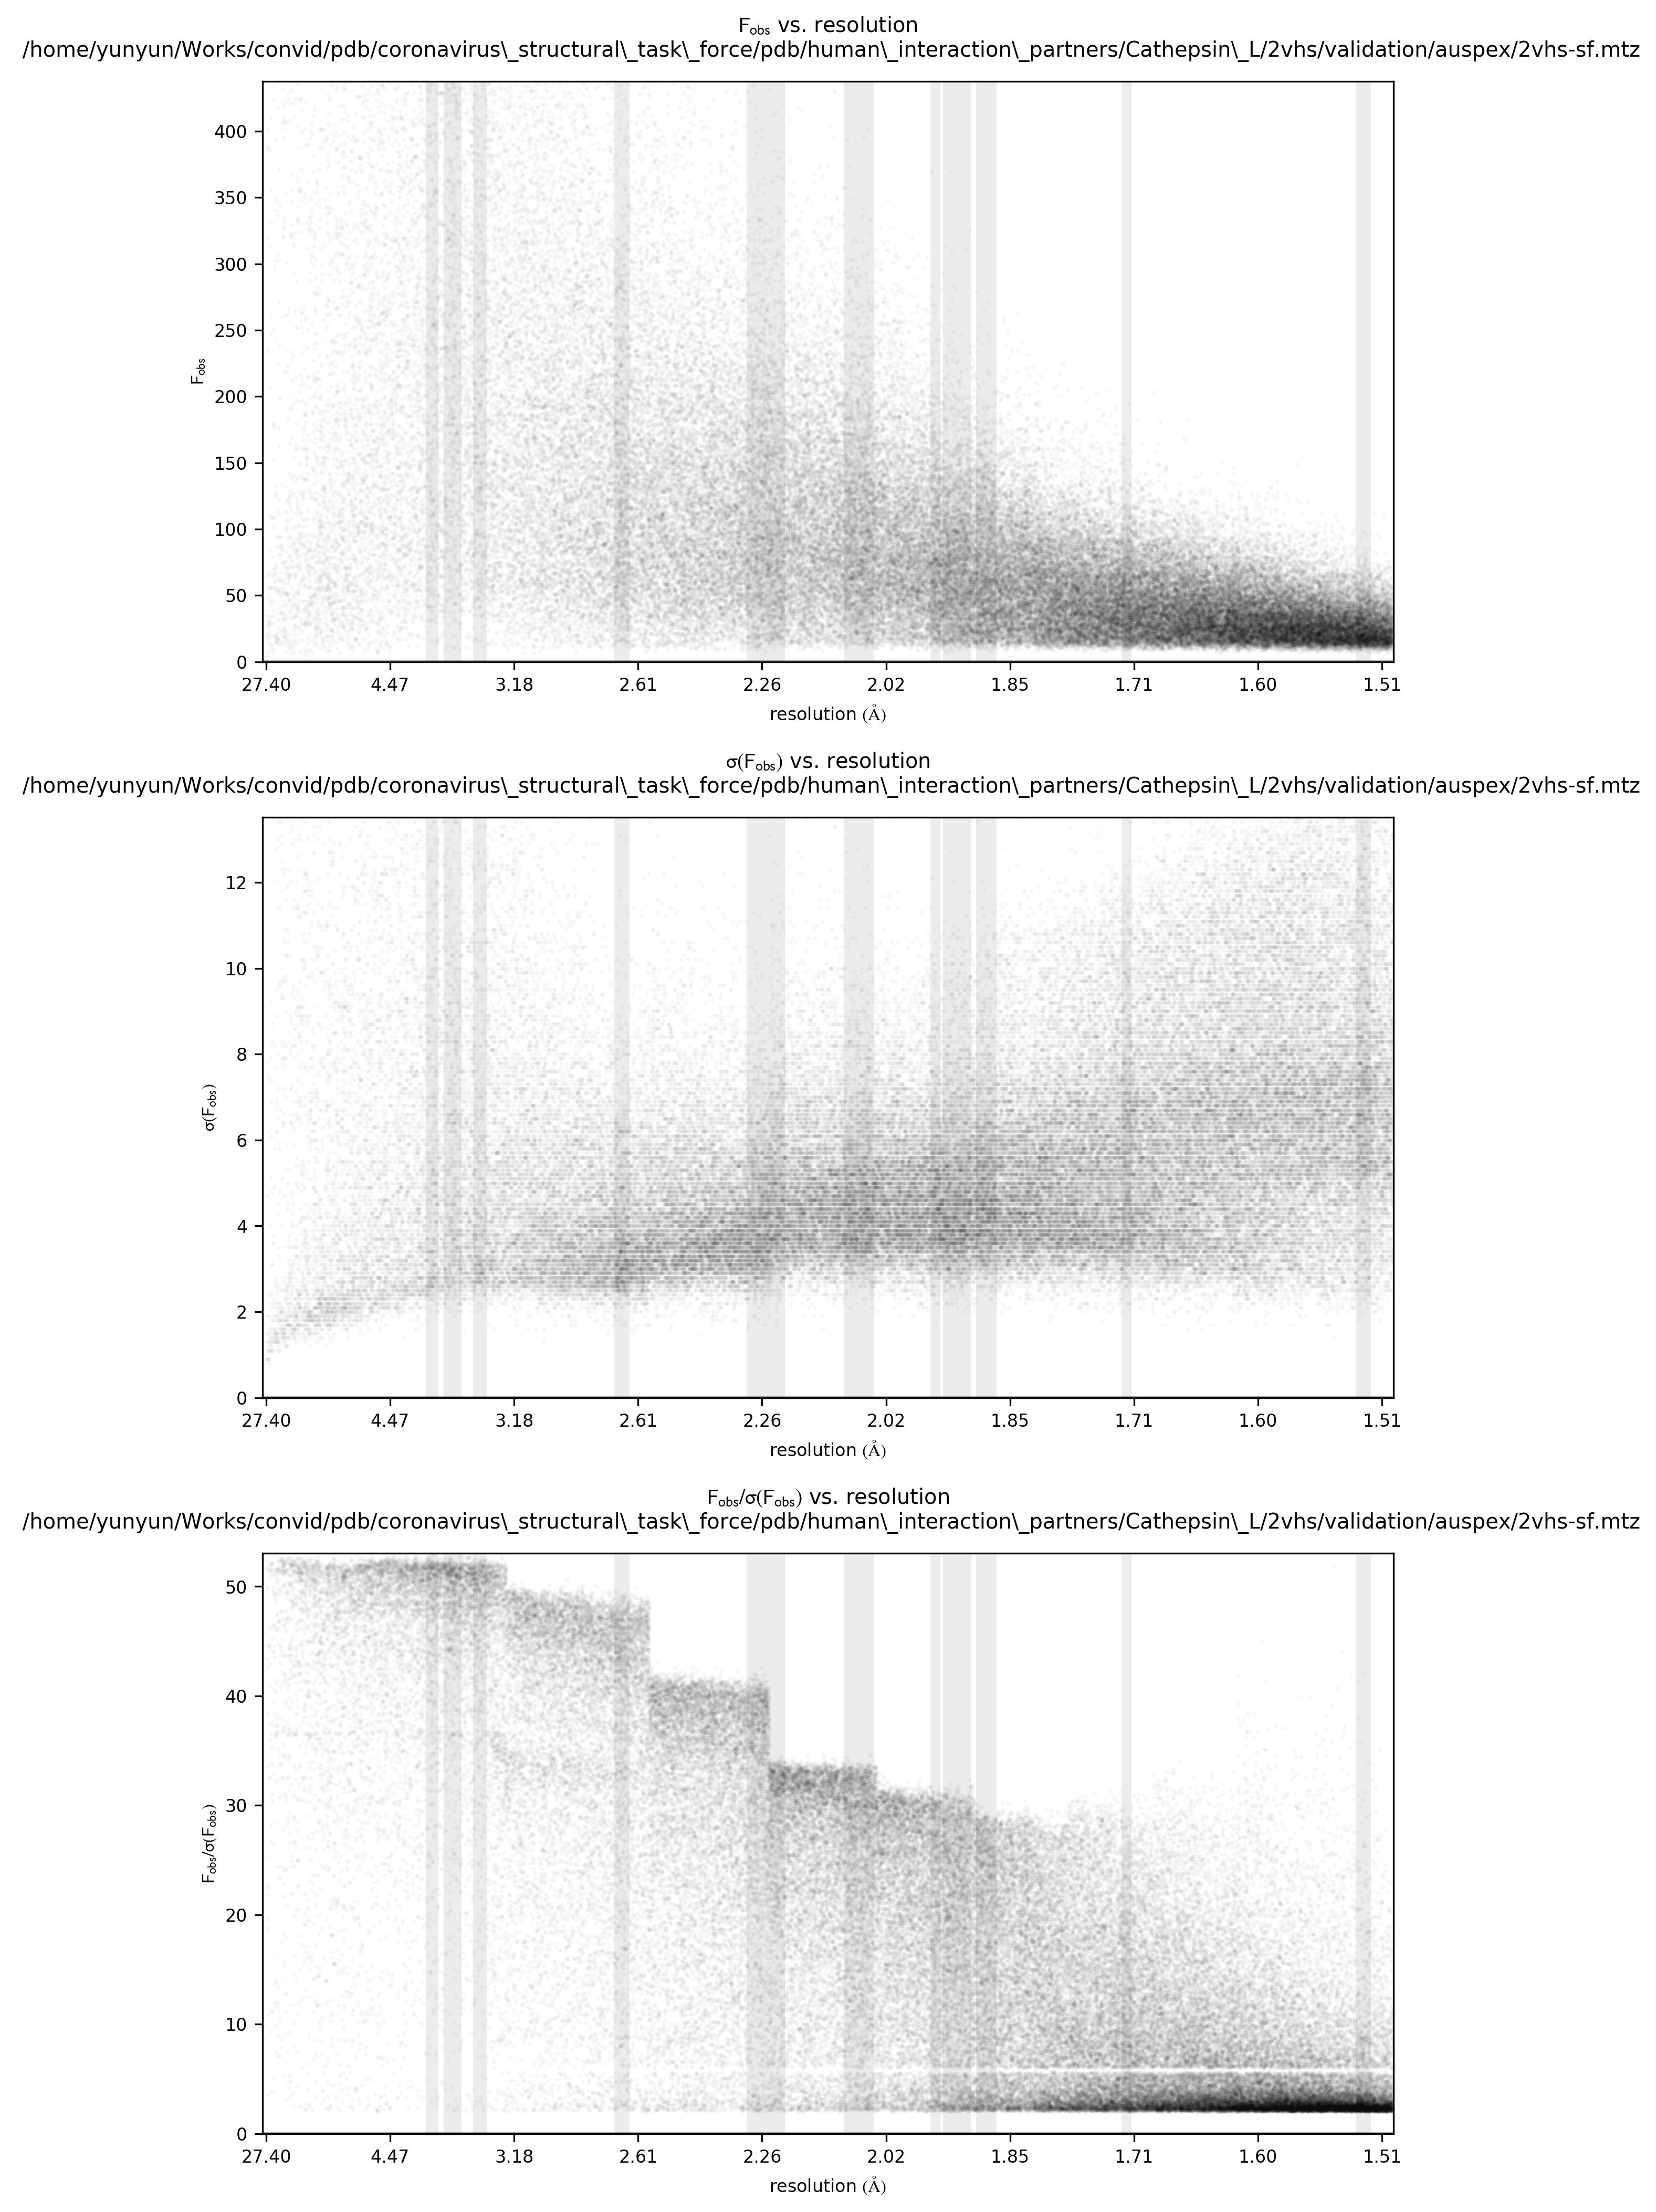 Fobs vs. resolution
/home/yunyun/Works/convid/pdb/coronavirus\_structural\_task\_force/pdb/human\_interaction\_partners/Cathepsin\_L/2vhs/validation/auspex/2vhs-sf.mtz
400
350
300
250
200
150
100
50
0
Fobs
27.40 4.47 3.18 2.61 2.26 2.02 1.85 1.71 1.60 1.51
resolution (Å)
σ(Fobs) vs. resolution
/home/yunyun/Works/convid/pdb/coronavirus\_structural\_task\_force/pdb/human\_interaction\_partners/Cathepsin\_L/2vhs/validation/auspex/2vhs-sf.mtz
12
10
8
6
4
2
0
σ(Fobs)
27.40 4.47 3.18 2.61 2.26 2.02 1.85 1.71 1.60 1.51
resolution (Å)
Fobs/σ(Fobs) vs. resolution
/home/yunyun/Works/convid/pdb/coronavirus\_structural\_task\_force/pdb/human\_interaction\_partners/Cathepsin\_L/2vhs/validation/auspex/2vhs-sf.mtz
50
40
30
20
10
0
Fobs/σ(Fobs)
27.40 4.47 3.18 2.61 2.26 2.02 1.85 1.71 1.60 1.51
resolution (Å)